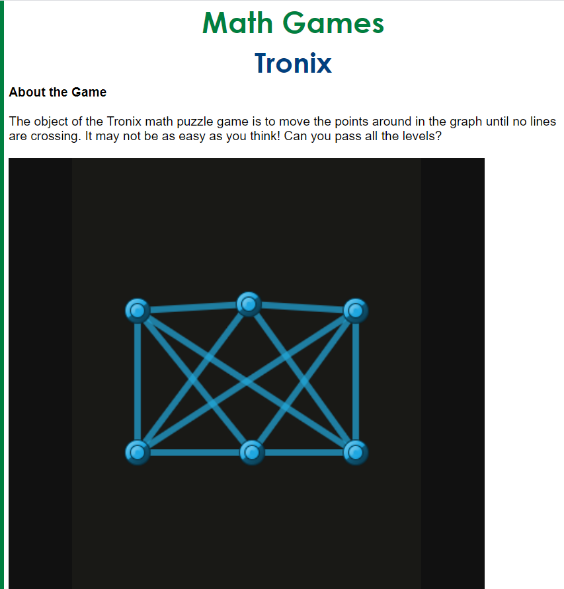 Math Games
Tronix
About the Game
The object of the Tronix math puzzle game is to move the points around in the graph until no lines
are crossing. It may not be as easy as you think! Can you pass all the levels?